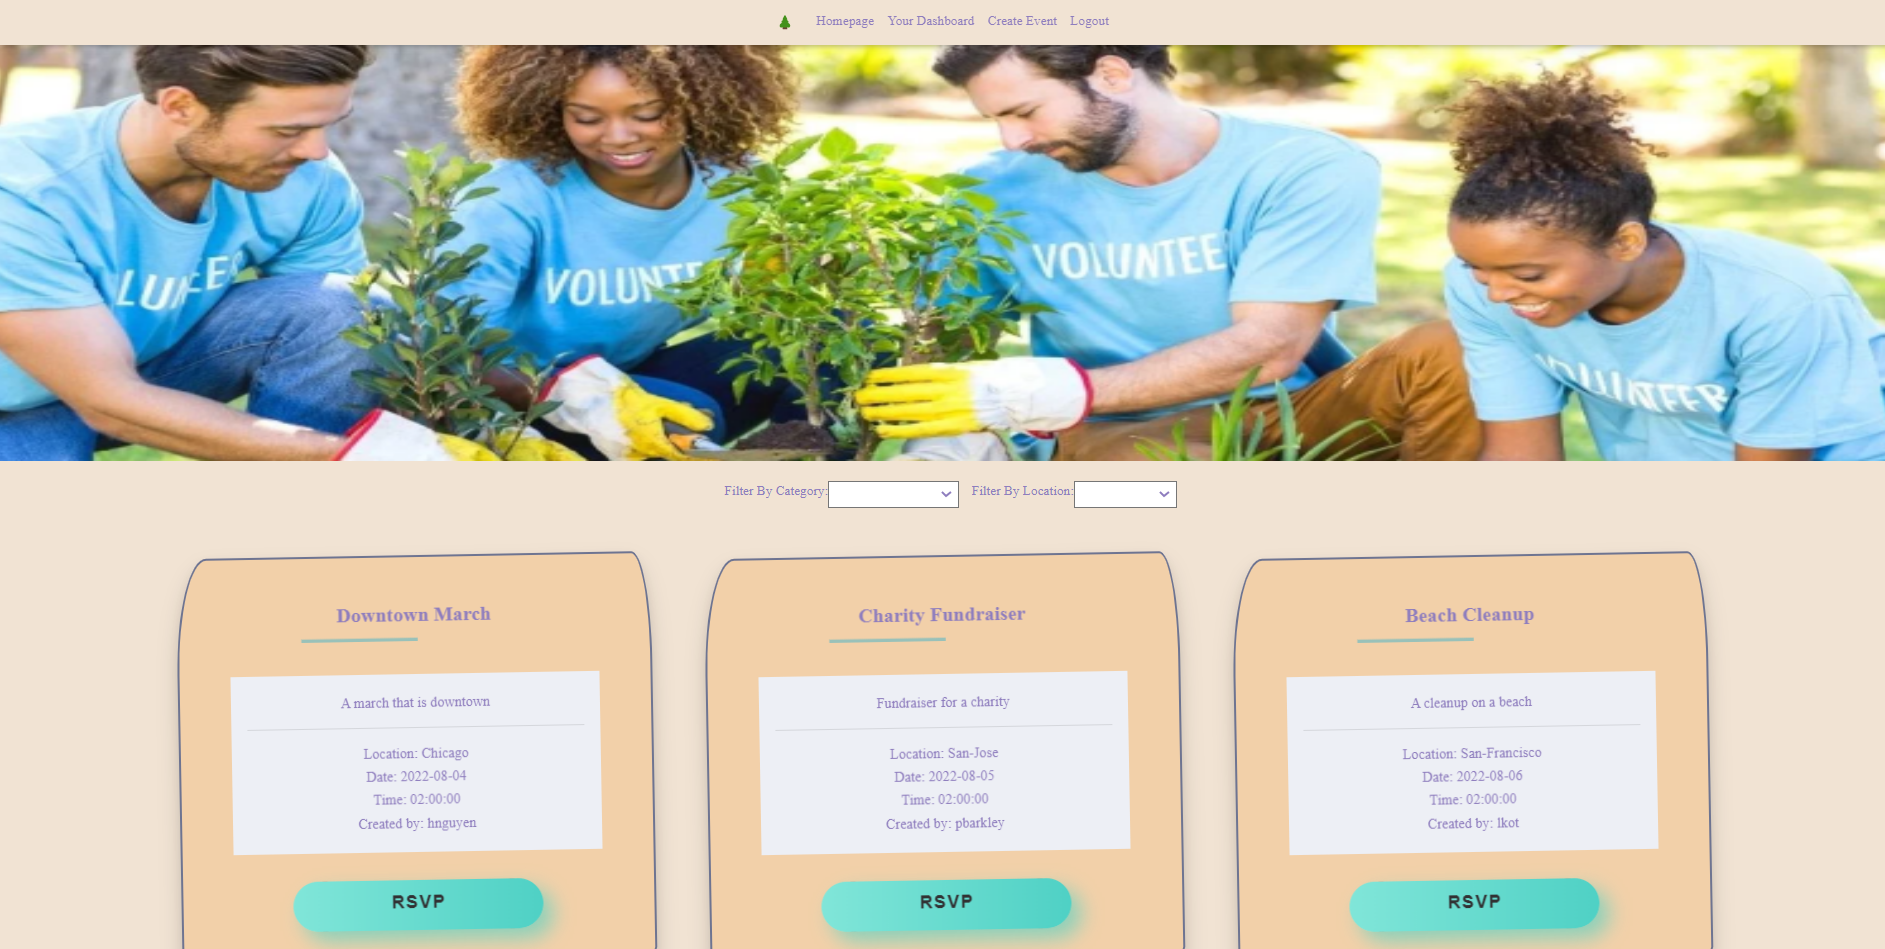 Homepage Your Dashboard Create Event Logout
LUNTEE
VOLUNTE
VOLUNTEE
VOLUNTEER
Filter By Category: Filter By Location:
Downtown March
A march that is downtown
Location: Chicago
Date: 2022-08-04
Time: 02:00:00
Created by: hnguyen
RSVP
Charity Fundraiser
Fundraiser for a charity
Location: San-Jose
Date: 2022-08-05
Time: 02:00:00
Created by: pbarkley
RSVP
Beach Cleanup
A cleanup on a beach
Location: San-Francisco
Date: 2022-08-06
Time: 02:00:00
Created by: lkot
RSVP